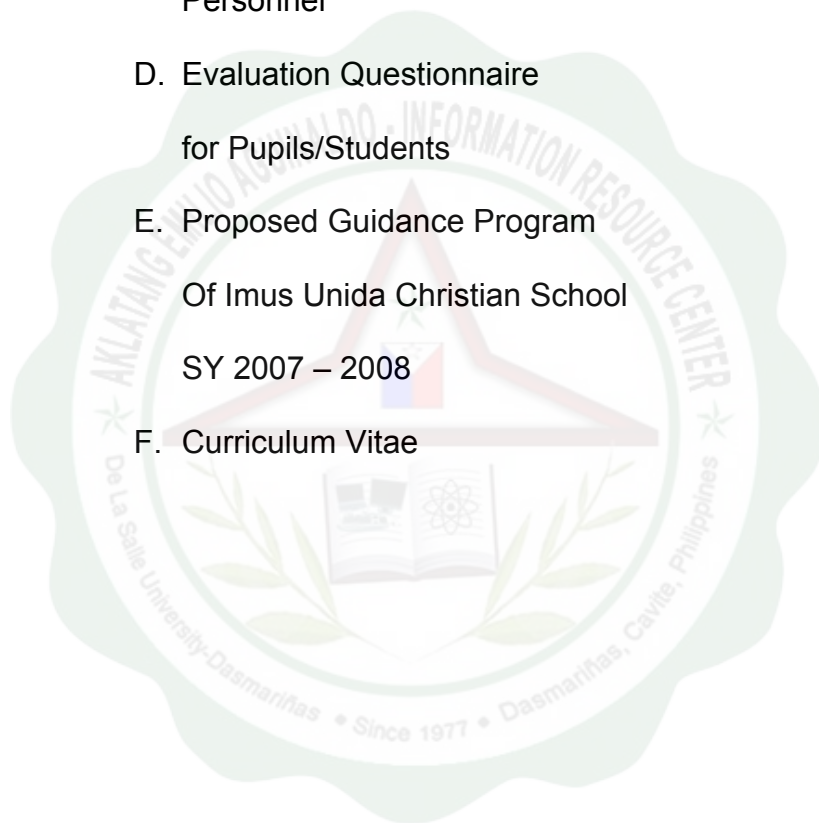 Personnel
D. Evaluation Questionnaire
for Pupils/Students
E. Proposed Guidance Program
Of Imus Unida Christian School
SY 2007 – 2008
F. Curriculum Vitae
AKLATANG EMILIO AGUINALDO - INFORMATION RESOURCE CENTER
De La Salle University-Dasmariñas • Since 1977 • Dasmariñas, Cavite, Philippines